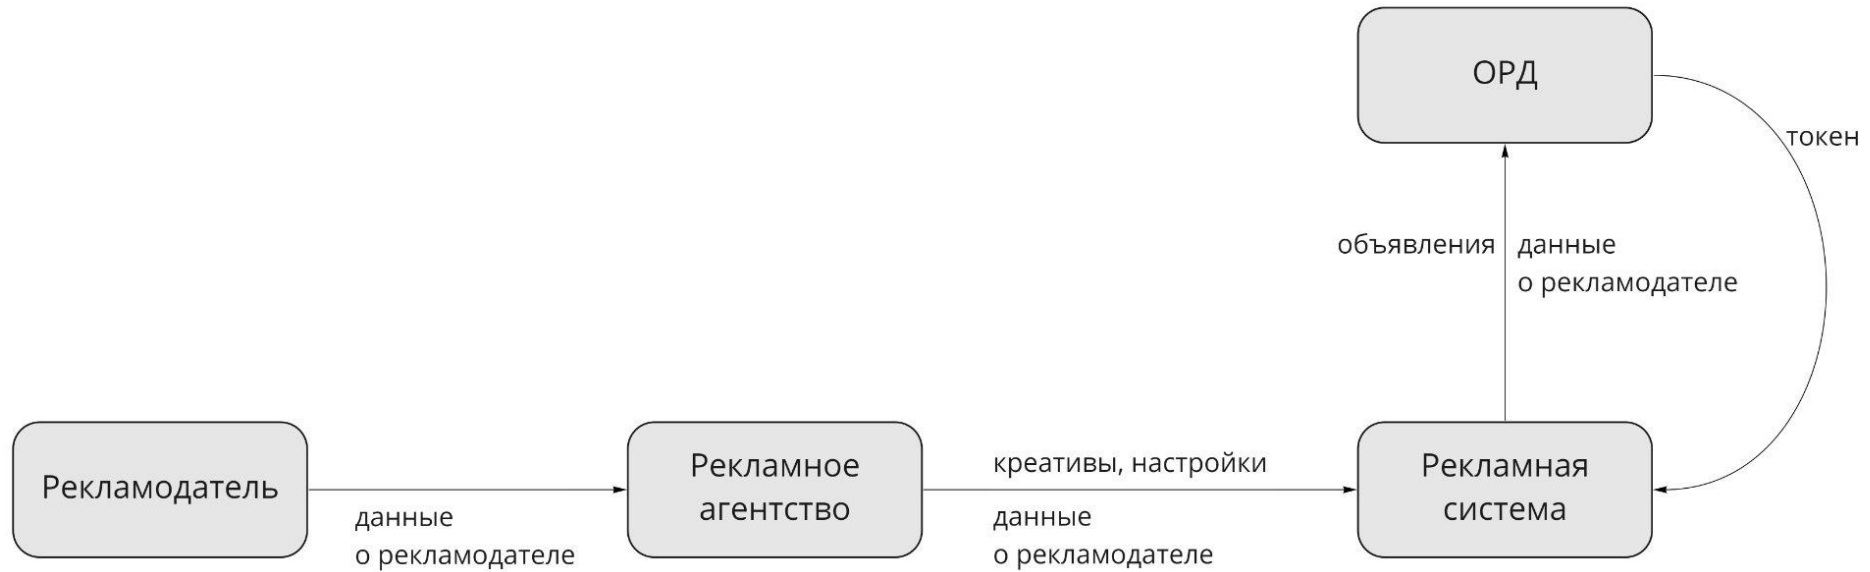 ОРД
токен
объявления
данные
о рекламодателе
Рекламодатель
данные
о рекламодателе
Рекламное
агентство
креативы, настройки
данные
о рекламодателе
Рекламная
система